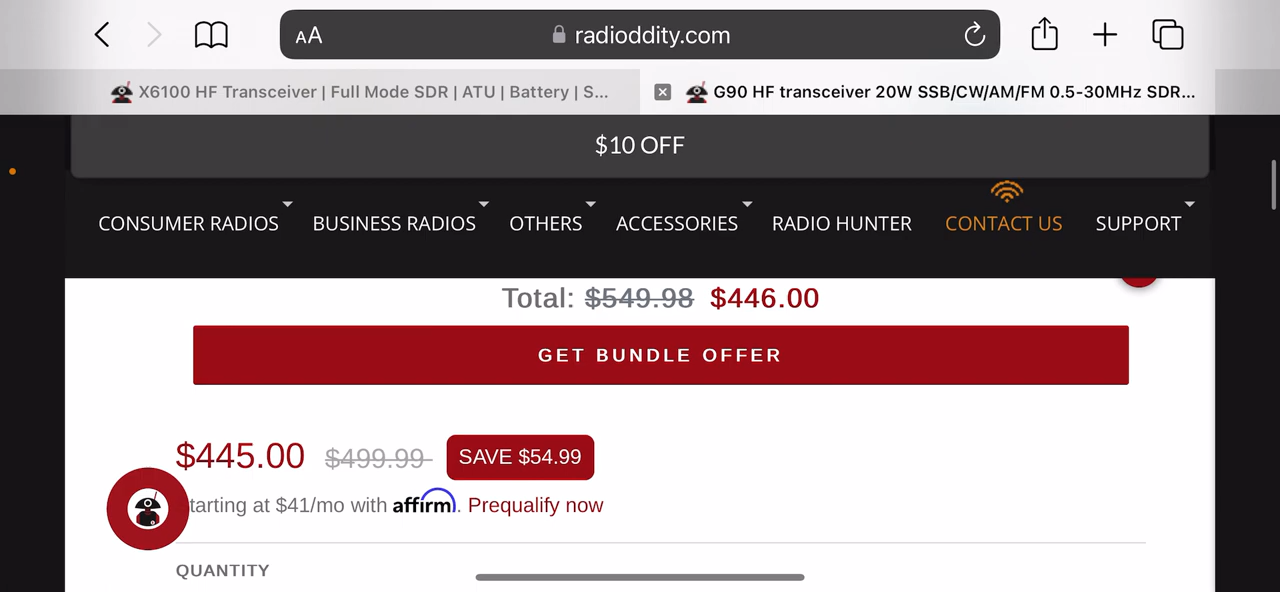 AA radioddity.com
X6100 HF Transceiver | Full Mode SDR | ATU | Battery | S...
G90 HF transceiver 20W SSB/CW/AM/FM 0.5-30MHz SDR...
$10 OFF
CONSUMER RADIOS BUSINESS RADIOS OTHERS ACCESSORIES RADIO HUNTER CONTACT US SUPPORT
Total: $549.98 $446.00
GET BUNDLE OFFER
$445.00 $499.99 SAVE $54.99
tarting at $41/mo with affirm. Prequalify now
QUANTITY